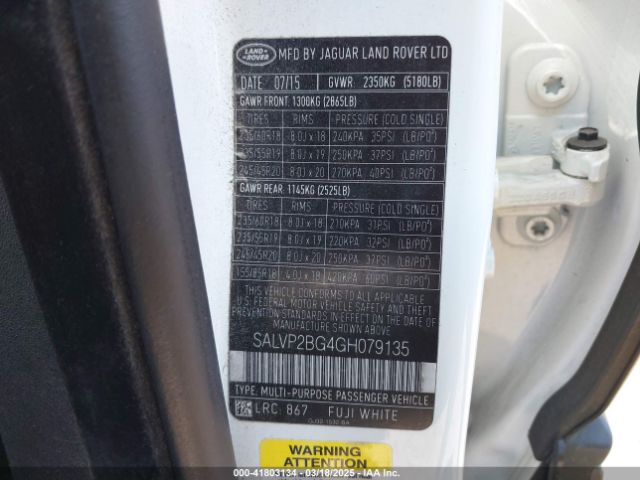 LAND ROVER MFD BY JAGUAR LAND ROVER LTD
DATE 07/15 GVWR 2350KG (5180LB)
GAWR FRONT 1300KG (2865LB)
TIRES RIMS PRESSURE (COLD SINGLE)
235/60R18 8.0J x 18 240KPA 35PSI (LB/PO²)
235/55R19 8.0J x 19 250KPA 37PSI (LB/PO²)
245/45R20 8.0J x 20 270KPA 40PSI (LB/PO²)
GAWR REAR 1145KG (2525LB)
TIRES RIMS PRESSURE (COLD SINGLE)
235/60R18 8.0J x 18 210KPA 31PSI (LB/PO²)
235/55R19 8.0J x 19 220KPA 32PSI (LB/PO²)
245/45R20 8.0J x 20 250KPA 37PSI (LB/PO²)
155/85R18 4.0J x 18 420KPA 60PSI (LB/PO²)
THIS VEHICLE CONFORMS TO ALL APPLICABLE
U.S. FEDERAL MOTOR VEHICLE SAFETY BUMPER AND THEFT
PREVENTION STANDARDS IN EFFECT ON THE DATE OF
MANUFACTURE SHOWN ABOVE
SALVP2BG4GH079135
TYPE: MULTI-PURPOSE PASSENGER VEHICLE
LRC: 867 FUJI WHITE
WARNING
ATTENTION
© 41803134 - 03/18/2025 - IAA Inc.